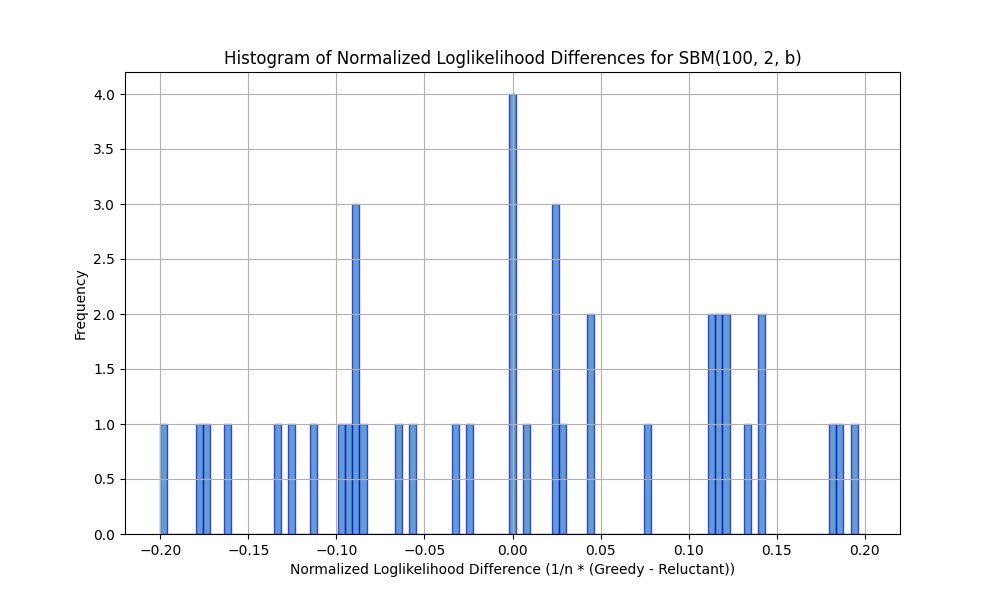 Histogram of Normalized Loglikelihood Differences for SBM(100, 2, b)
4.0
3.5
3.0
2.5
2.0
1.5
1.0
0.5
0.0
Frequency
−0.20 −0.15 −0.10 −0.05 0.00 0.05 0.10 0.15 0.20
Normalized Loglikelihood Difference (1/n * (Greedy - Reluctant))